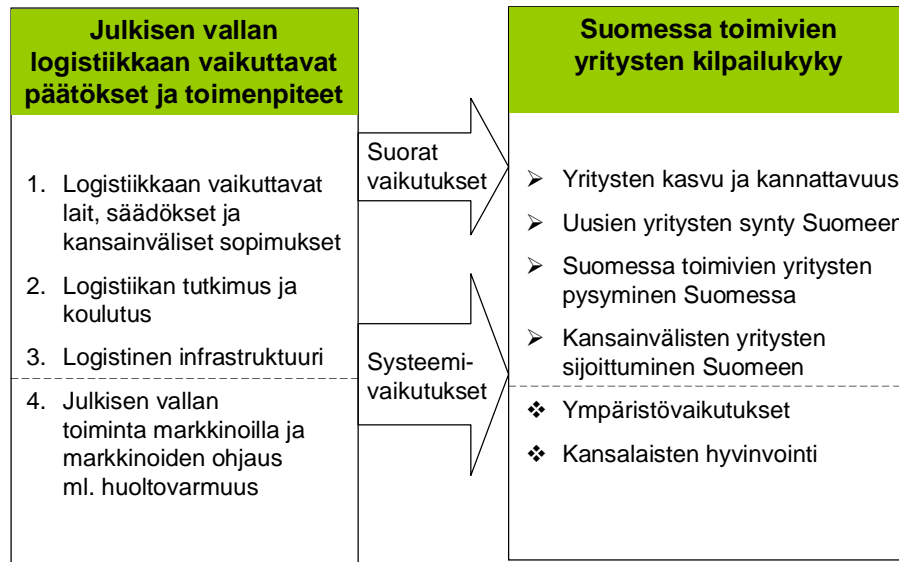 Julkisen vallan
logistiikkaan vaikuttavat
päätökset ja toimenpiteet
1. Logistiikkaan vaikuttavat
lait, säädökset ja
kansainväliset sopimukset
2. Logistiikan tutkimus ja
koulutus
3. Logistinen infrastruktuuri
4. Julkisen vallan
toiminta markkinoilla ja
markkinoiden ohjaus
ml. huoltovarmuus
Suorat
vaikutukset
Systeemi-
vaikutukset
Suomessa toimivien
yritysten kilpailukyky
Yritysten kasvu ja kannattavuus
Uusien yritysten synty Suomeen
Suomessa toimivien yritysten
pysyminen Suomessa
Kansainvälisten yritysten
sijoittuminen Suomeen
Ympäristövaikutukset
Kansalaisten hyvinvointi